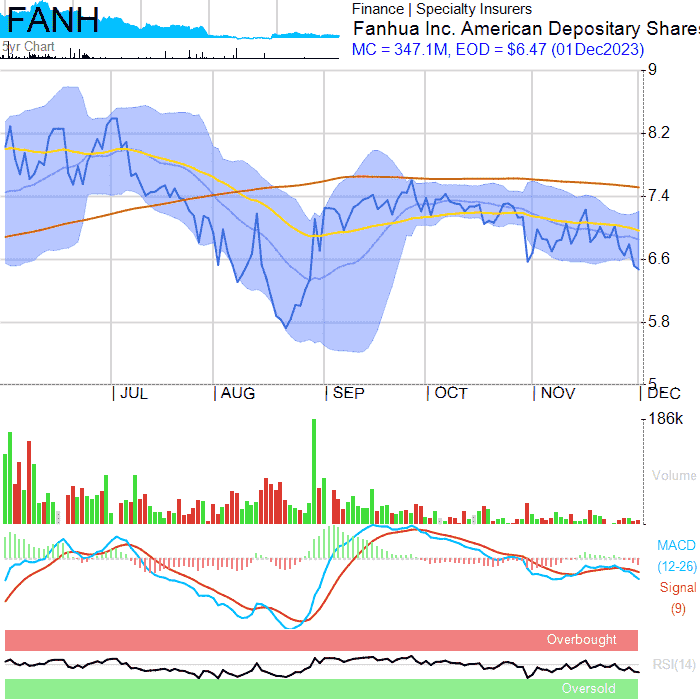 FANH
5yr Chart
Finance | Specialty Insurers
Fanhua Inc. American Depositary Shares
MC = 347.1M, EOD = $6.47 (01Dec2023)
9
8.2
7.4
6.6
5.8
5
JUL AUG SEP OCT NOV DEC
186k
Volume
MACD
(12-26)
Signal
(9)
Overbought
RSI(14)
Oversold